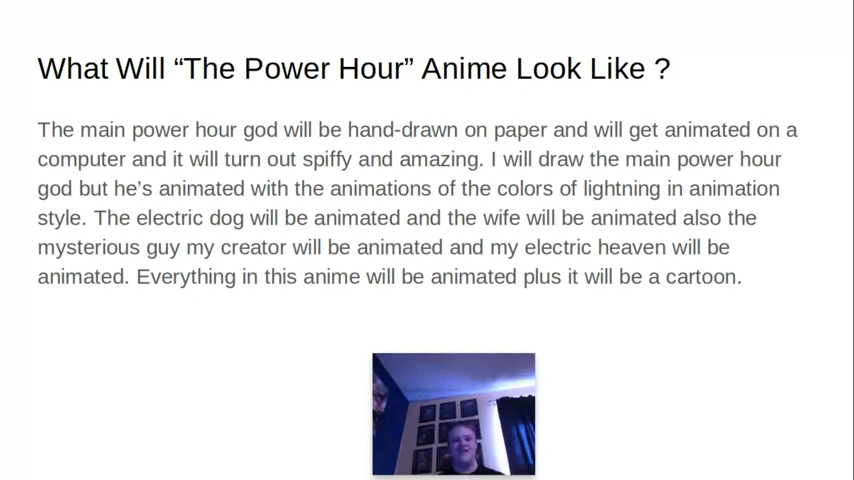 What Will “The Power Hour” Anime Look Like ?
The main power hour god will be hand-drawn on paper and will get animated on a
computer and it will turn out spiffy and amazing. I will draw the main power hour
god but he’s animated with the animations of the colors of lightning in animation
style. The electric dog will be animated and the wife will be animated also the
mysterious guy my creator will be animated and my electric heaven will be
animated. Everything in this anime will be animated plus it will be a cartoon.